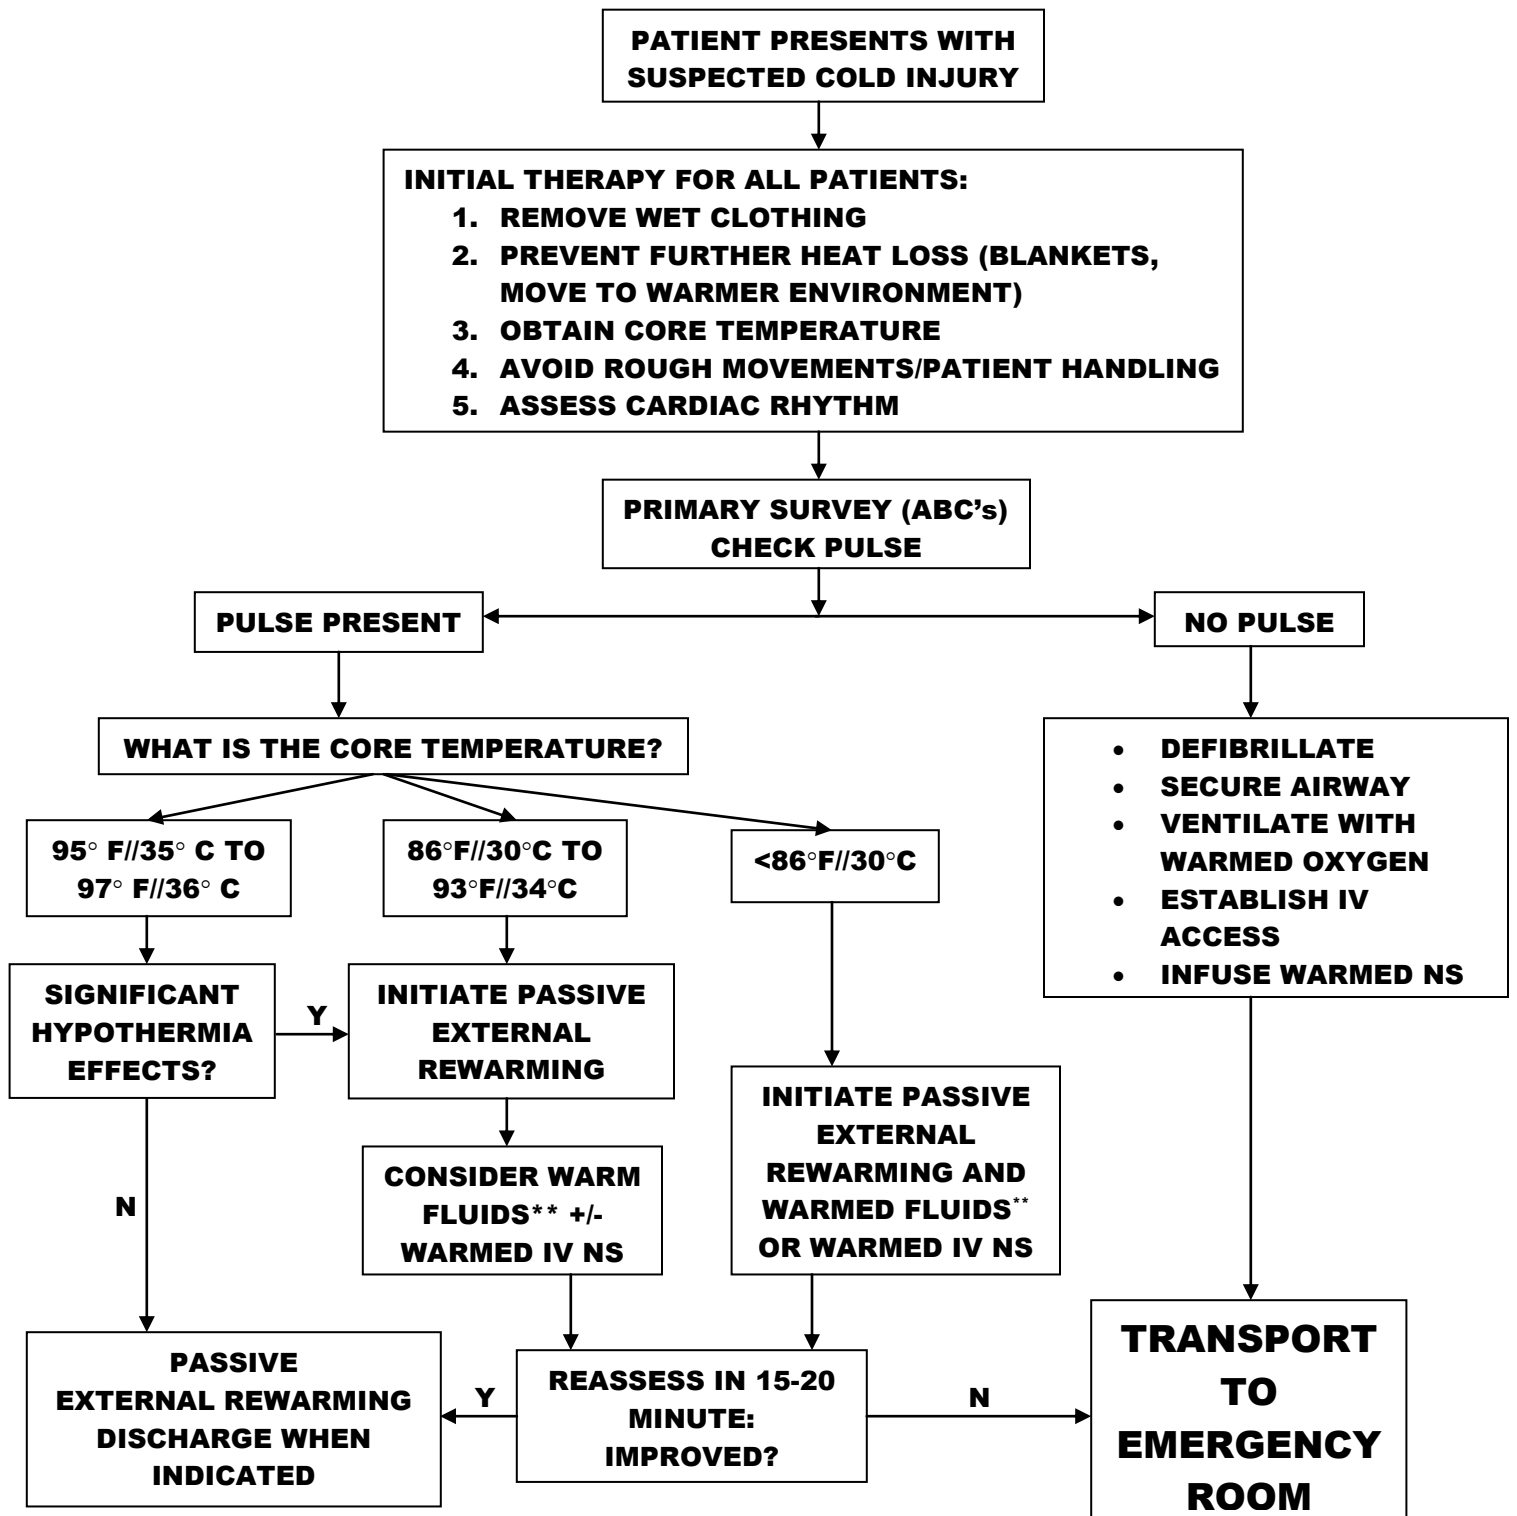 PATIENT PRESENTS WITH
SUSPECTED COLD INJURY
INITIAL THERAPY FOR ALL PATIENTS:
1. REMOVE WET CLOTHING
2. PREVENT FURTHER HEAT LOSS (BLANKETS,
MOVE TO WARMER ENVIRONMENT)
3. OBTAIN CORE TEMPERATURE
4. AVOID ROUGH MOVEMENTS/PATIENT HANDLING
5. ASSESS CARDIAC RHYTHM
PRIMARY SURVEY (ABC’s)
CHECK PULSE
PULSE PRESENT
NO PULSE
WHAT IS THE CORE TEMPERATURE?
• DEFIBRILLATE
• SECURE AIRWAY
• VENTILATE WITH
WARMED OXYGEN
• ESTABLISH IV
ACCESS
• INFUSE WARMED NS
95° F//35° C TO
97° F//36° C
86°F//30°C TO
93°F//34°C
<86°F//30°C
SIGNIFICANT
HYPOTHERMIA
EFFECTS?
Y
INITIATE PASSIVE
EXTERNAL
REWARMING
INITIATE PASSIVE
EXTERNAL
REWARMING AND
WARMED FLUIDS**
OR WARMED IV NS
N
CONSIDER WARM
FLUIDS** +/-
WARMED IV NS
PASSIVE
EXTERNAL REWARMING
DISCHARGE WHEN
INDICATED
Y
REASSESS IN 15-20
MINUTE:
IMPROVED?
N
TRANSPORT
TO
EMERGENCY
ROOM